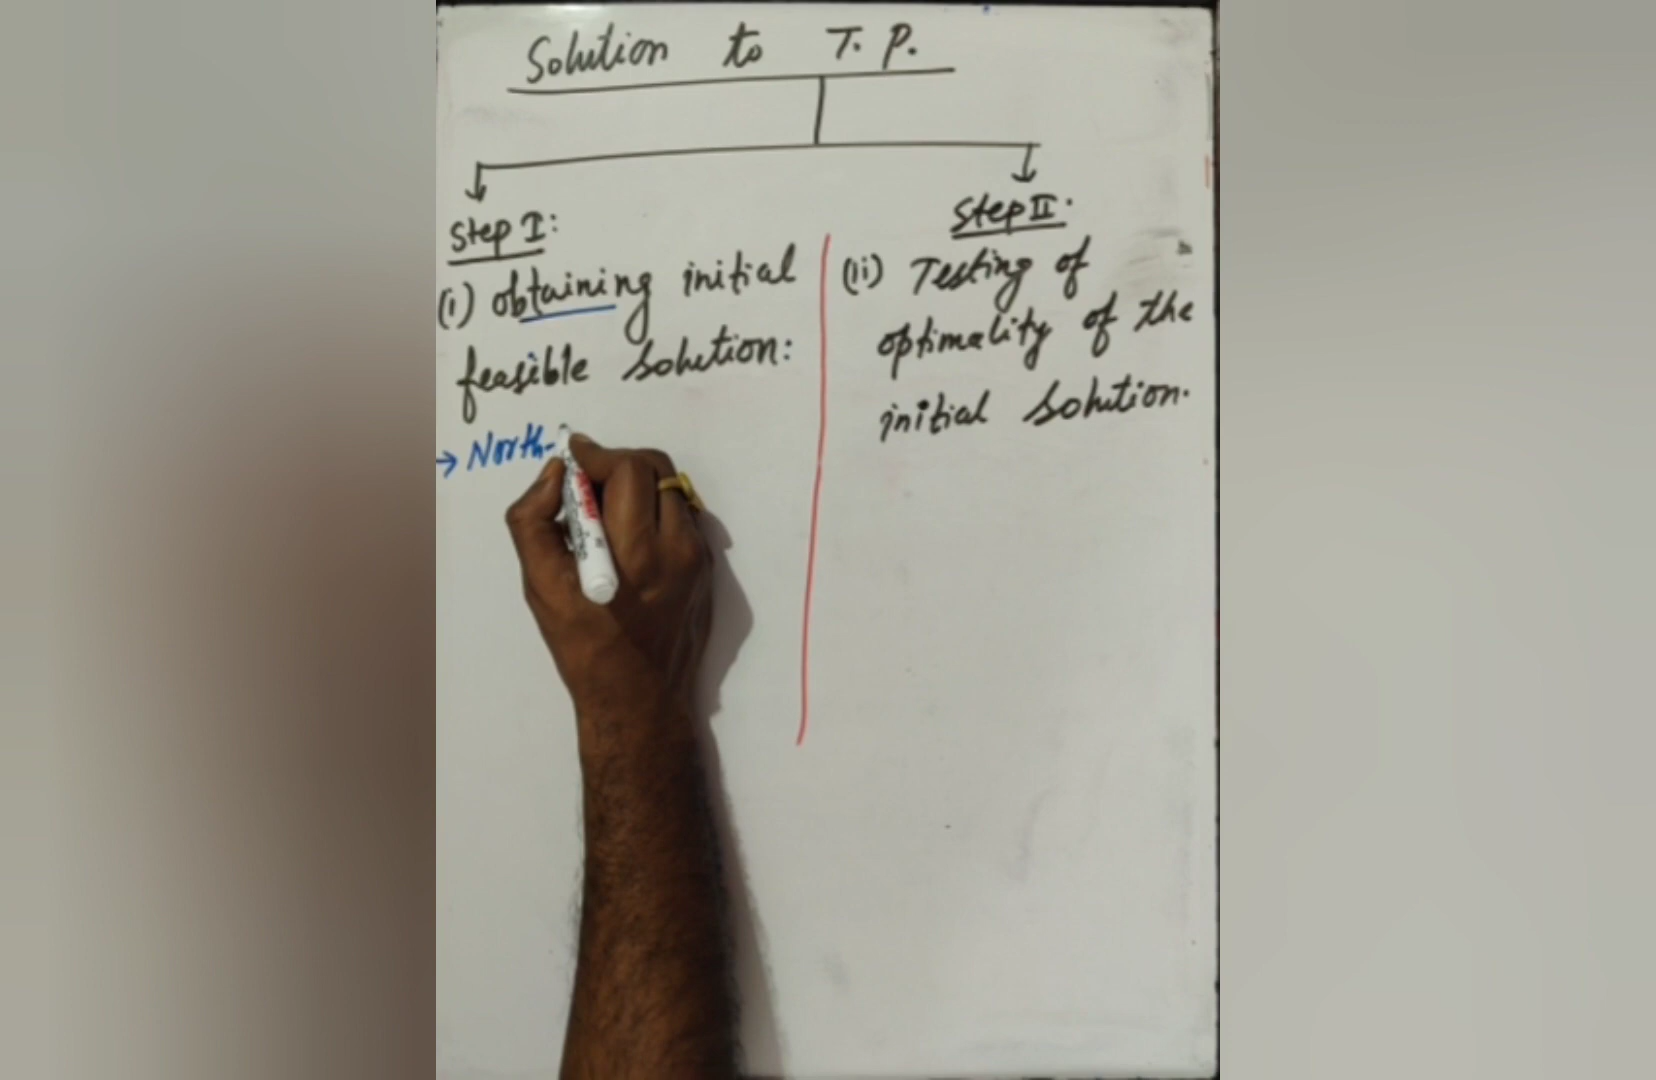 Solution to T. P.
Step I:
(i) obtaining initial
feasible solution:
→ North-
Step II.
(ii) Testing of
optimality of the
initial solution.